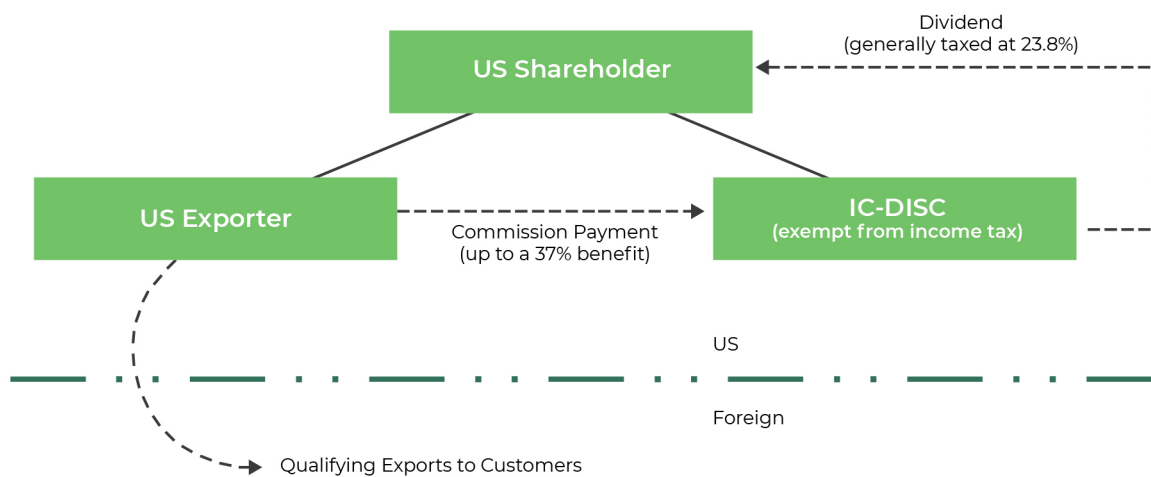 Dividend
(generally taxed at 23.8%)
US Shareholder
US Exporter
Commission Payment
(up to a 37% benefit)
IC-DISC
(exempt from income tax)
US
Foreign
Qualifying Exports to Customers